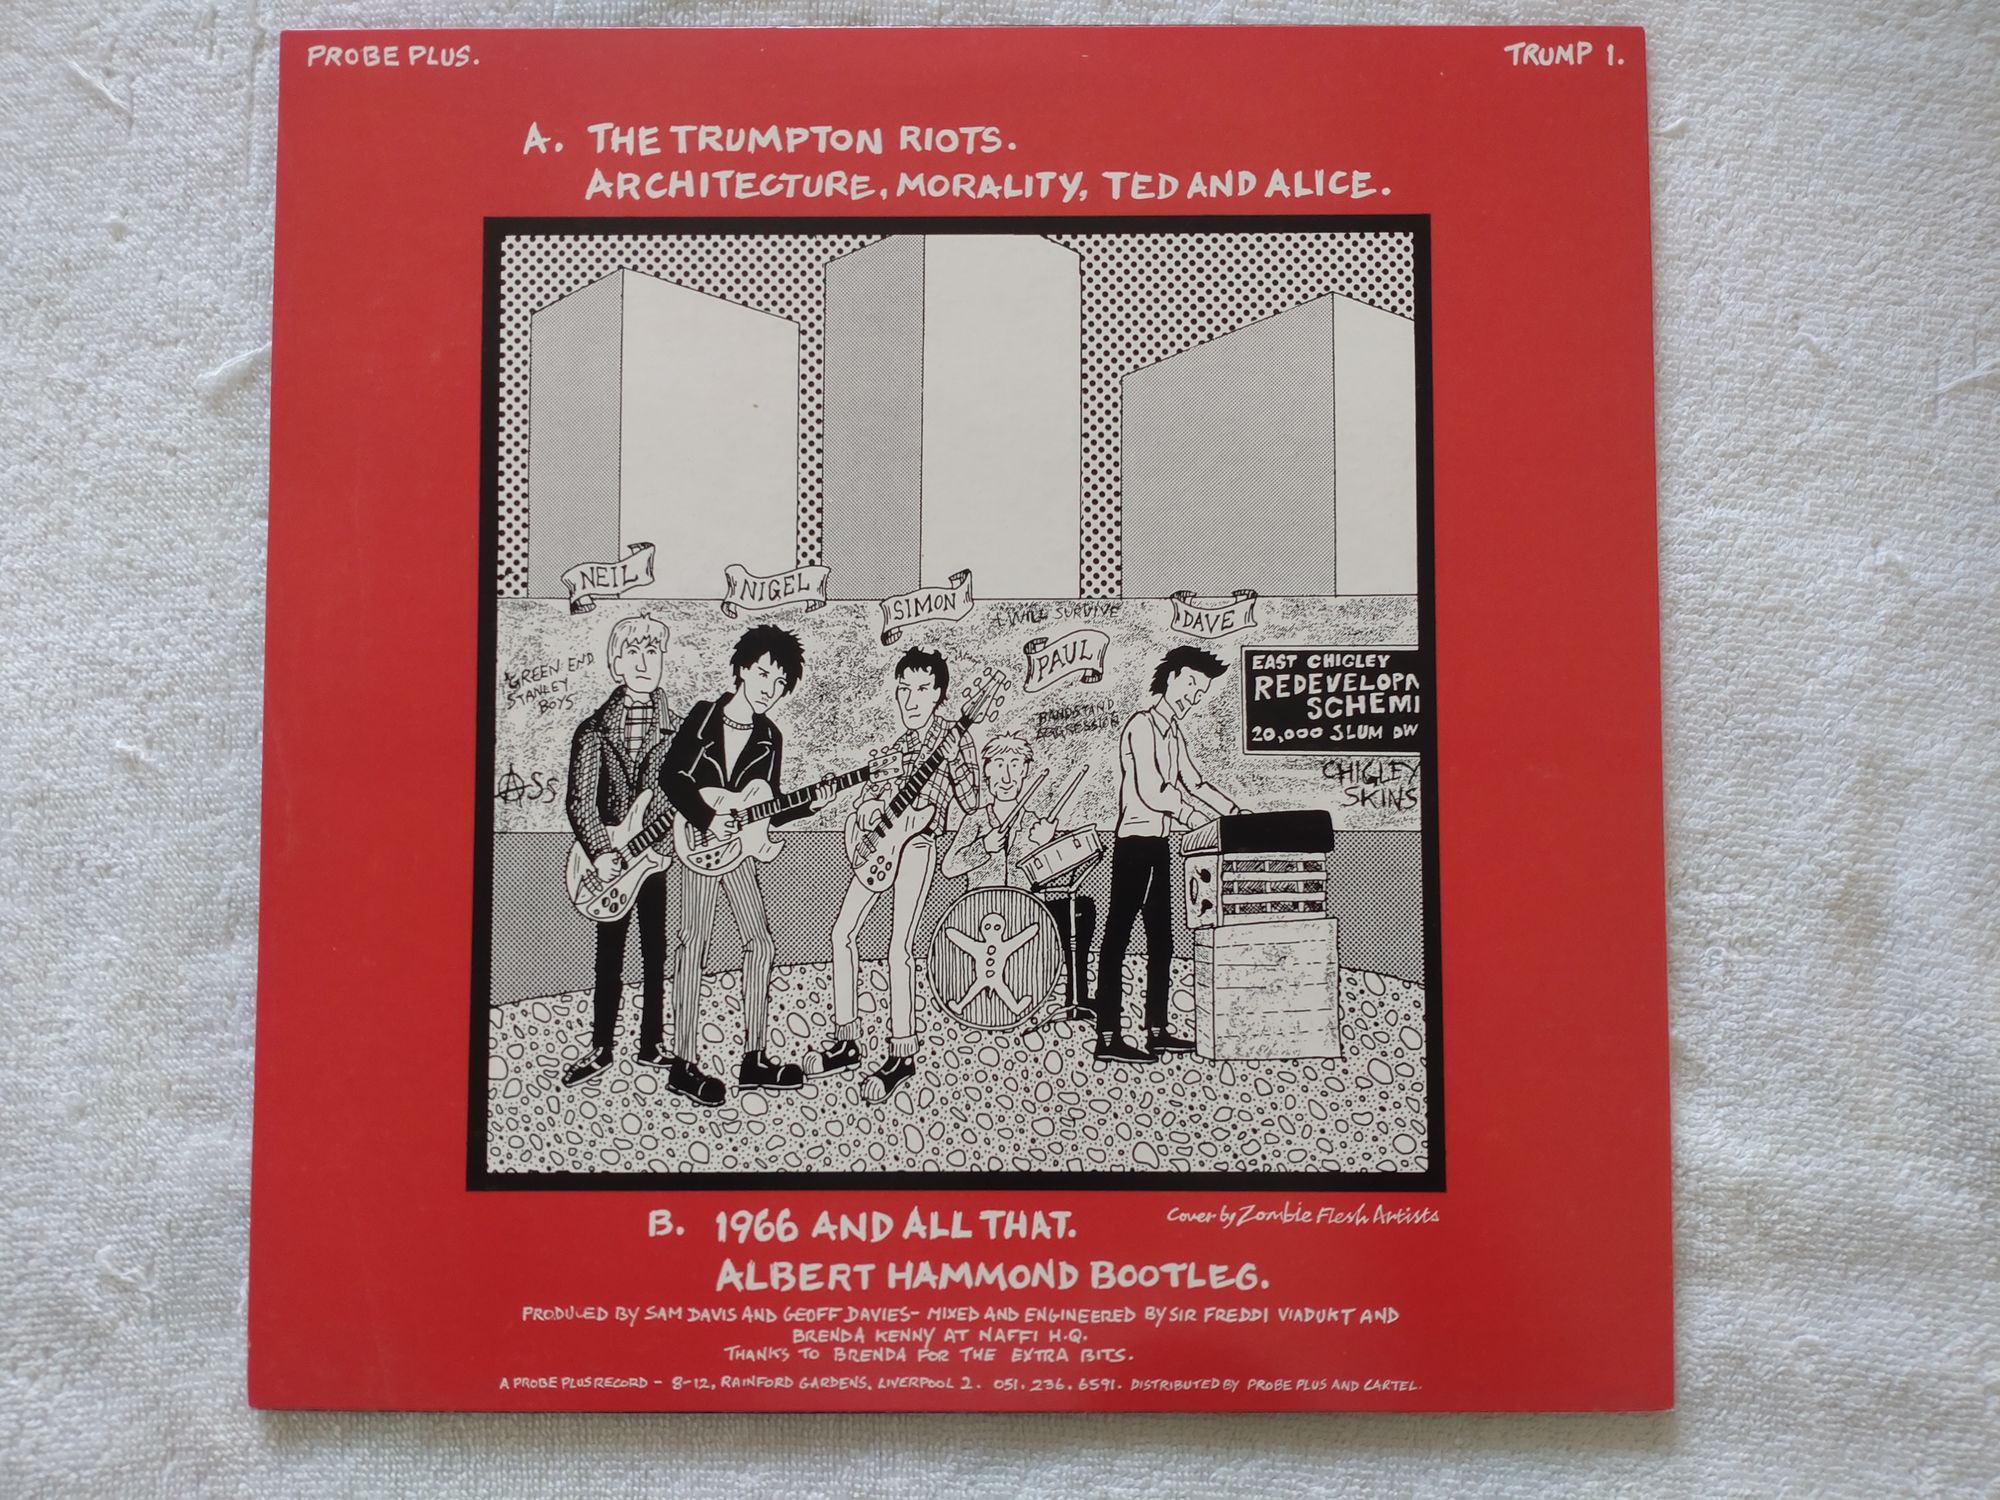 PROBE PLUS.
TRUMP 1.
A. THE TRUMPTON RIOTS.
ARCHITECTURE, MORALITY, TED AND ALICE.
NEIL
NIGEL
SIMON
I WILL SURVIVE
DAVE
PAUL
GREEN END
STANLEY
BOYS
EAST CHIGLEY
REDEVELOPM
SCHEME
20,000 SLUM DW
BANDSTAND
AGGRESSION
ASS
CHIGLEY
SKINS
B. 1966 AND ALL THAT.
Cover by Zombie Flesh Artists
ALBERT HAMMOND BOOTLEG.
PRODUCED BY SAM DAVIS AND GEOFF DAVIES - MIXED AND ENGINEERED BY SIR FREDDI VIADUKT AND
BRENDA KENNY AT NAFFI H.Q.
THANKS TO BRENDA FOR THE EXTRA BITS.
A PROBE PLUS RECORD - 8-12, RAINFORD GARDENS, LIVERPOOL 2. 051. 236. 6591. DISTRIBUTED BY PROBE PLUS AND CARTEL.